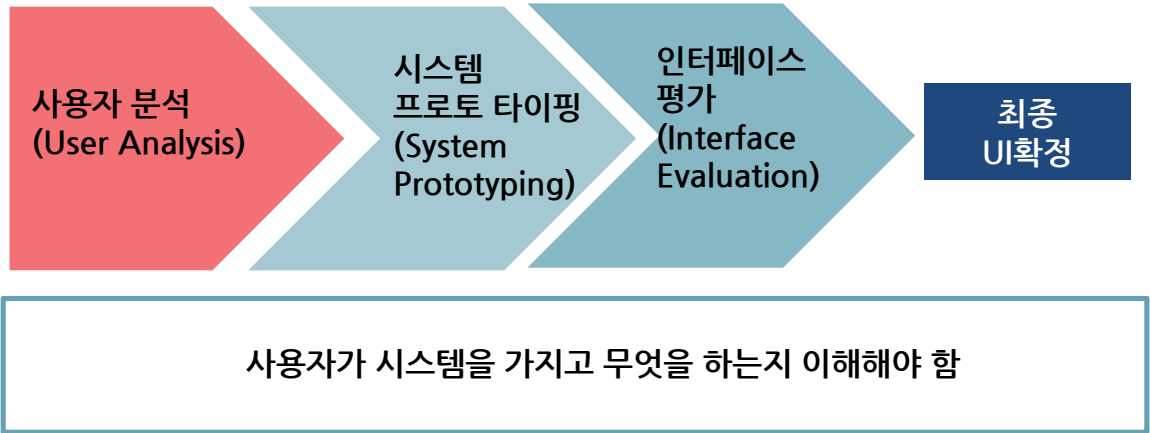 사용자 분석
(User Analysis)
시스템
프로토 타이핑
(System
Prototyping)
인터페이스
평가
(Interface
Evaluation)
최종
UI확정
사용자가 시스템을 가지고 무엇을 하는지 이해해야 함